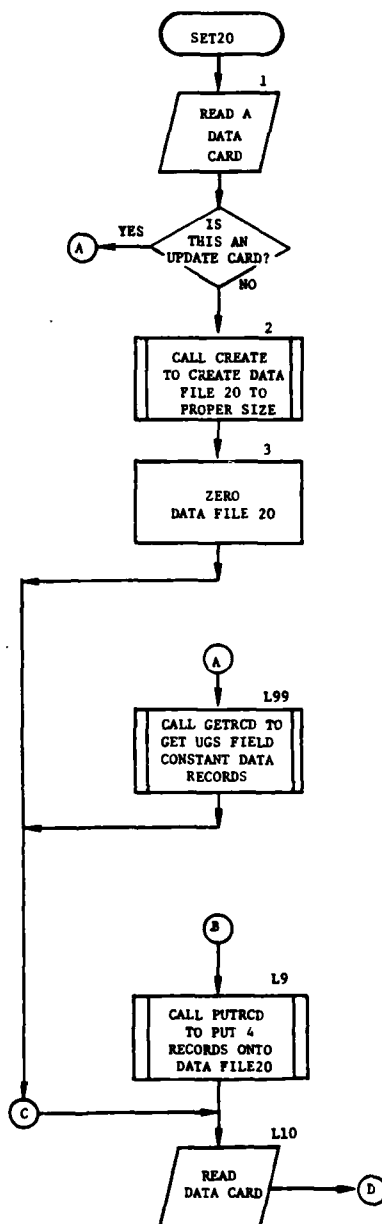 SET20
1
READ A
DATA
CARD
IS
THIS AN
UPDATE CARD?
YES
A
NO
2
CALL CREATE
TO CREATE DATA
FILE 20 TO
PROPER SIZE
3
ZERO
DATA FILE 20
A
L99
CALL GETRCD TO
GET UGS FIELD
CONSTANT DATA
RECORDS
B
L9
CALL PUTRCD
TO PUT 4
RECORDS ONTO
DATA FILE20
C
L10
READ
DATA CARD
D